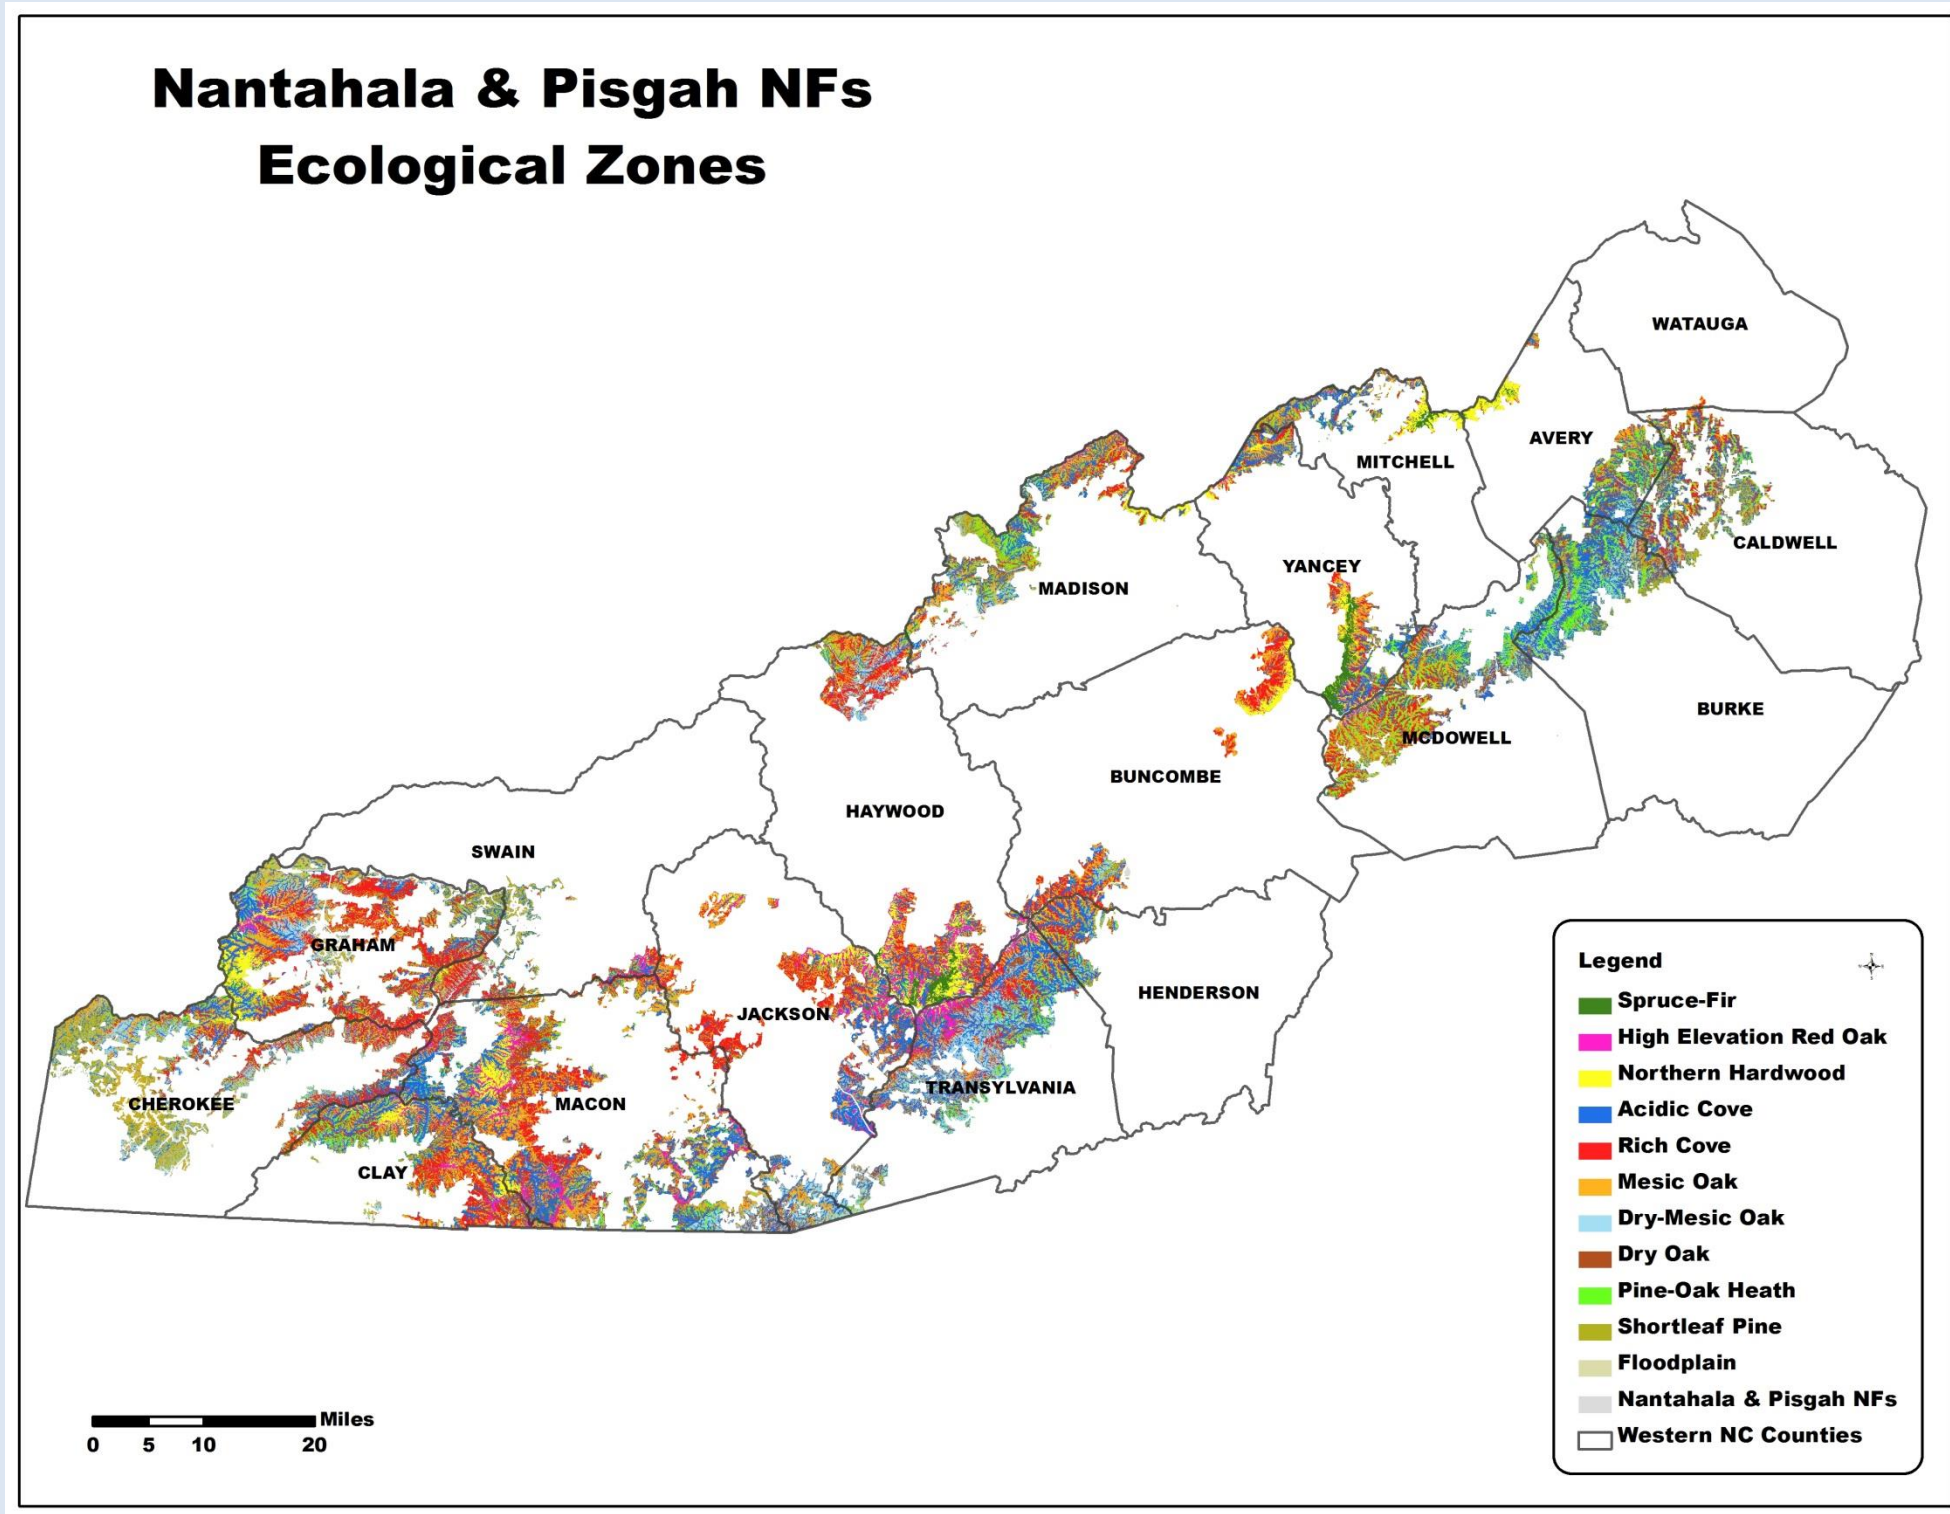 Nantahala & Pisgah NFs
Ecological Zones
WATAUGA
AVERY
MITCHELL
CALDWELL
YANCEY
MADISON
BURKE
MCDOWELL
BUNCOMBE
HAYWOOD
SWAIN
GRAHAM
HENDERSON
JACKSON
TRANSYLVANIA
CHEROKEE
MACON
CLAY
Legend
Spruce-Fir
High Elevation Red Oak
Northern Hardwood
Acidic Cove
Rich Cove
Mesic Oak
Dry-Mesic Oak
Dry Oak
Pine-Oak Heath
Shortleaf Pine
Floodplain
Nantahala & Pisgah NFs
Western NC Counties
Miles
0 5 10 20